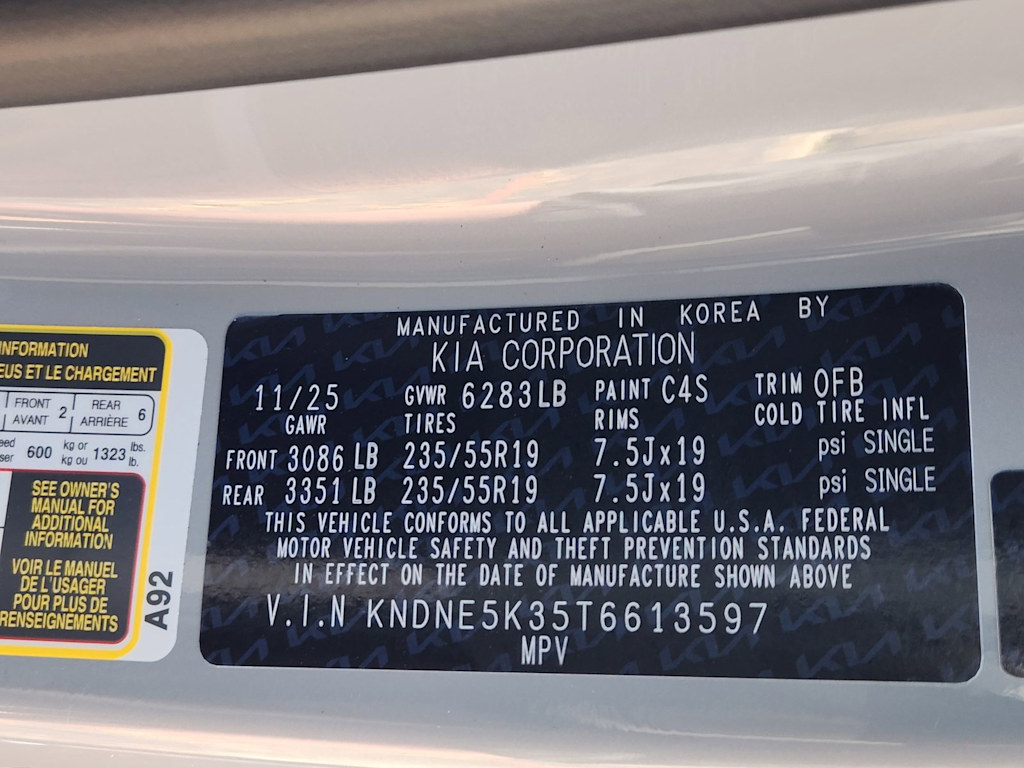 INFORMATION
EUS ET LE CHARGEMENT
FRONT AVANT 2 REAR ARRIÈRE 6
600 kg or kg ou 1323 lbs. lb.
SEE OWNER'S
MANUAL FOR
ADDITIONAL
INFORMATION
VOIR LE MANUEL
DE L'USAGER
POUR PLUS DE
RENSEIGNEMENTS
A92
MANUFACTURED IN KOREA BY
KIA CORPORATION
11/25 GVWR 6283LB PAINT C4S TRIM OFB
GAWR TIRES RIMS COLD TIRE INFL
FRONT 3086 LB 235/55R19 7.5Jx19 psi SINGLE
REAR 3351 LB 235/55R19 7.5Jx19 psi SINGLE
THIS VEHICLE CONFORMS TO ALL APPLICABLE U.S.A. FEDERAL
MOTOR VEHICLE SAFETY AND THEFT PREVENTION STANDARDS
IN EFFECT ON THE DATE OF MANUFACTURE SHOWN ABOVE
V.I.N KNDNE5K35T6613597
MPV